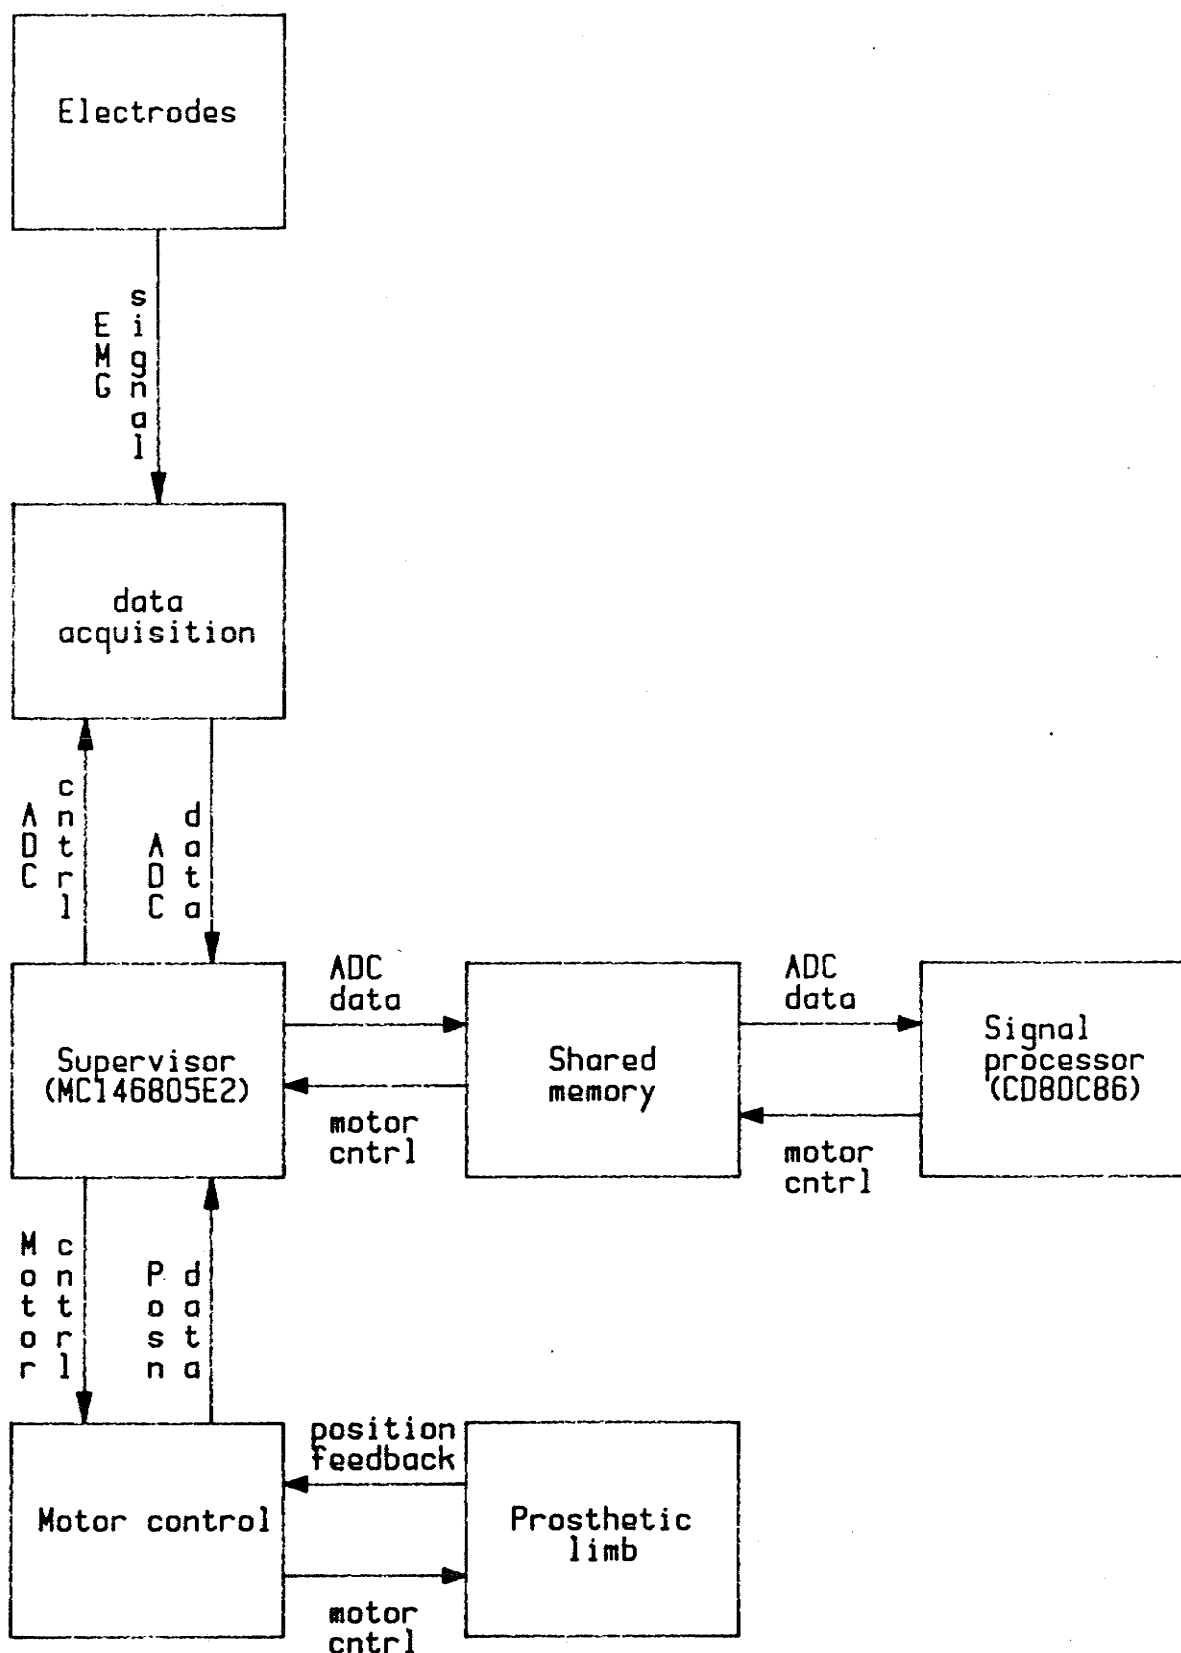 Electrodes
EMG
signal
data
acquisition
ADC
cntrl
ADC
data
Supervisor
(MC146805E2)
ADC
data
motor
cntrl
Shared
memory
ADC
data
motor
cntrl
Signal
processor
(CD80C86)
Motor
cntrl
Posn
data
Motor control
position
feedback
motor
cntrl
Prosthetic
limb